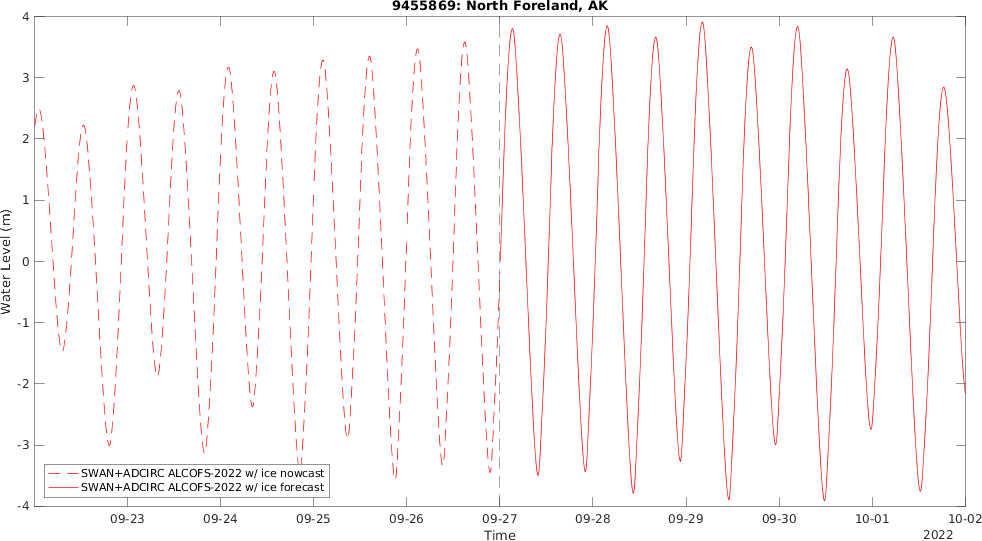 9455869: North Foreland, AK
4
3
2
1
0
-1
-2
-3
-4
Water Level (m)
SWAN+ADCIRC ALCOFS-2022 w/ ice nowcast
SWAN+ADCIRC ALCOFS-2022 w/ ice forecast
09-23 09-24 09-25 09-26 09-27 09-28 09-29 09-30 10-01 10-02
Time
2022